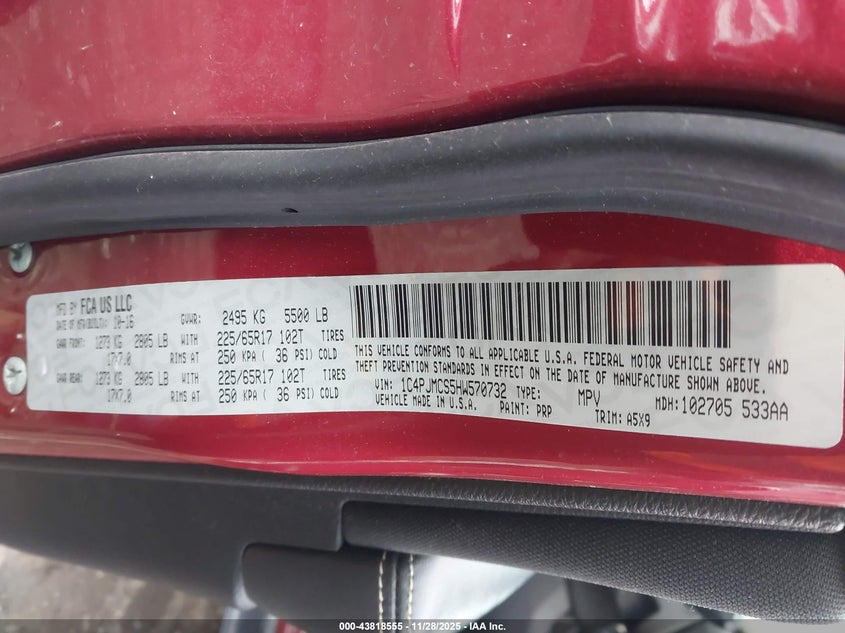 MFD BY FCA US LLC
DATE OF MFR(BUILT): 10-16 GVWR: 2495 KG 5500 LB
GAWR FRONT: 1273 KG 2805 LB WITH 225/65R17 102T TIRES
17X7.0 RIMS AT 250 KPA ( 36 PSI) COLD
GAWR REAR: 1273 KG 2805 LB WITH 225/65R17 102T TIRES
17X7.0 RIMS AT 250 KPA ( 36 PSI) COLD
THIS VEHICLE CONFORMS TO ALL APPLICABLE U.S.A. FEDERAL MOTOR VEHICLE SAFETY AND
THEFT PREVENTION STANDARDS IN EFFECT ON THE DATE OF MANUFACTURE SHOWN ABOVE.
VIN: 1C4PJMCS5HW570732 TYPE: MPV MDH: 102705 533AA
VEHICLE MADE IN U.S.A. PAINT: PRP TRIM: A5X9
000-43818555 - 11/28/2025 - IAA Inc.